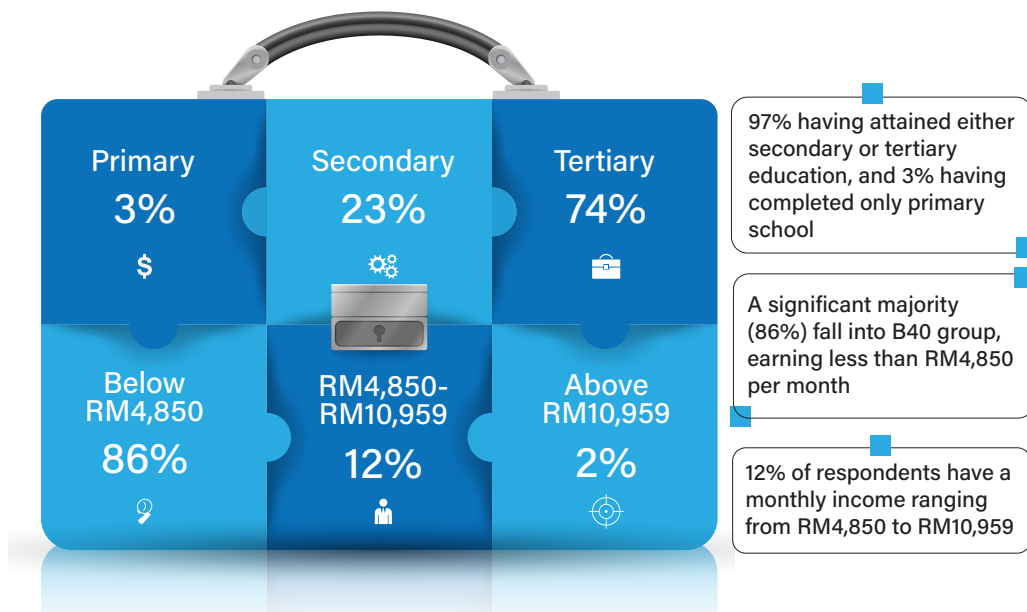 Primary
3%
$
Secondary
23%
Tertiary
74%
Below
RM4,850
86%
RM4,850-
RM10,959
12%
Above
RM10,959
2%
97% having attained either
secondary or tertiary
education, and 3% having
completed only primary
school
A significant majority
(86%) fall into B40 group,
earning less than RM4,850
per month
12% of respondents have a
monthly income ranging
from RM4,850 to RM10,959